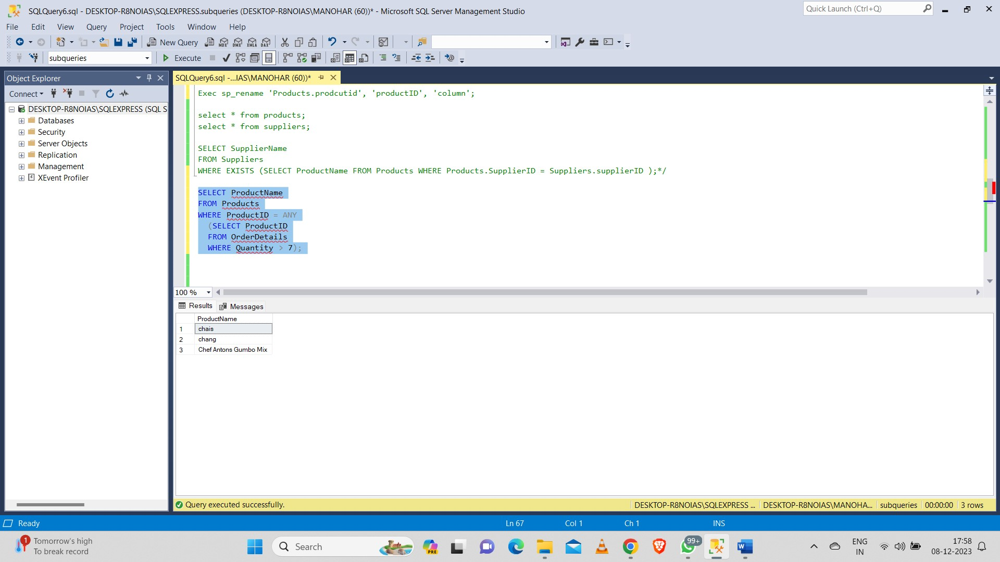 SQLQuery6.sql - DESKTOP-R8NOIAS\SQLEXPRESS.subqueries (DESKTOP-R8NOIAS\MANOHAR (60))* - Microsoft SQL Server Management Studio
Quick Launch (Ctrl+Q)
File Edit View Query Project Tools Window Help
New Query MDX DMX XMLA DAX
subqueries Execute
Object Explorer
SQLQuery6.sql -...IAS\MANOHAR (60))*
Connect
DESKTOP-R8NOIAS\SQLEXPRESS (SQL S
Databases
Security
Server Objects
Replication
Management
XEvent Profiler
Exec sp_rename 'Products.prodcutid', 'productID', 'column';
select * from products;
select * from suppliers;
SELECT SupplierName
FROM Suppliers
WHERE EXISTS (SELECT ProductName FROM Products WHERE Products.SupplierID = Suppliers.supplierID );*/
SELECT ProductName
FROM Products
WHERE ProductID = ANY
(SELECT ProductID
FROM OrderDetails
WHERE Quantity > 7);
100 %
Results Messages
ProductName
1 chais
2 chang
3 Chef Antons Gumbo Mix
Query executed successfully.
DESKTOP-R8NOIAS\SQLEXPRESS ... DESKTOP-R8NOIAS\MANOHA... subqueries 00:00:00 3 rows
Ready Ln 67 Col 1 Ch 1 INS
1 Tomorrow's high
To break record
Search
PRE
99+
W
ENG
IN
17:58
08-12-2023